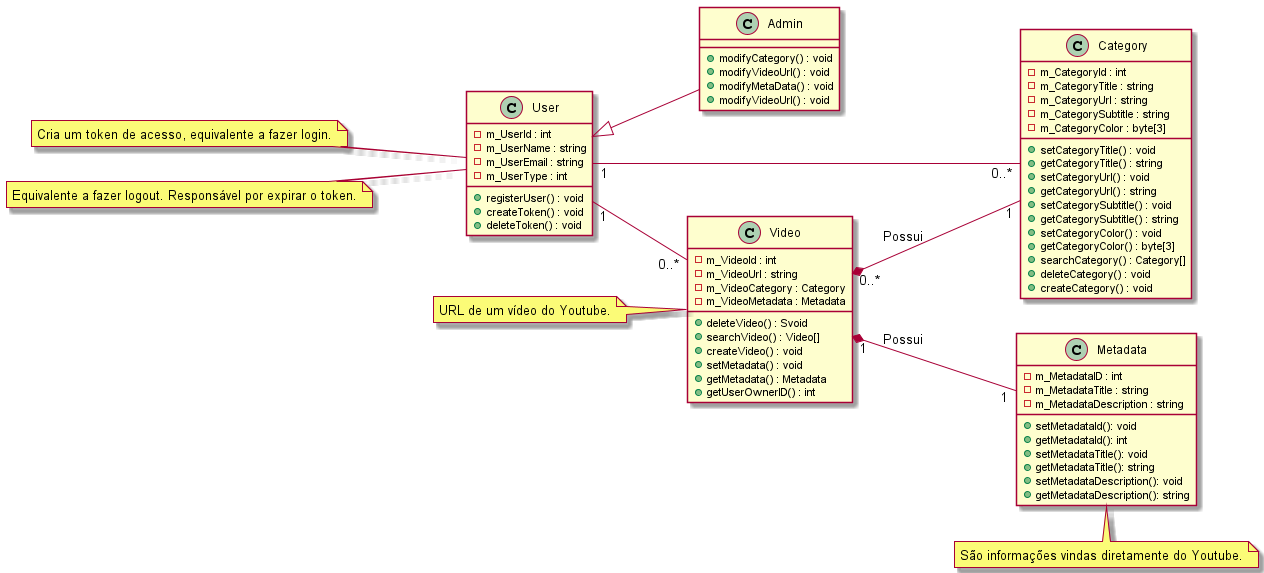 C Admin
modifyCategory() : void
modifyVideoUrl() : void
modifyMetaData() : void
modifyVideoUrl() : void
C Category
m_CategoryId : int
m_CategoryTitle : string
m_CategoryUrl : string
m_CategorySubtitle : string
m_CategoryColor : byte[3]
setCategoryTitle() : void
getCategoryTitle() : string
setCategoryUrl() : void
getCategoryUrl() : string
setCategorySubtitle() : void
getCategorySubtitle() : string
setCategoryColor() : void
getCategoryColor() : byte[3]
searchCategory() : Category[]
deleteCategory() : void
createCategory() : void
C User
m_UserId : int
m_UserName : string
m_UserEmail : string
m_UserType : int
registerUser() : void
createToken() : void
deleteToken() : void
Cria um token de acesso, equivalente a fazer login.
Equivalente a fazer logout. Responsável por expirar o token.
1
0..*
1
0..*
C Video
m_VideoId : int
m_VideoUrl : string
m_VideoCategory : Category
m_VideoMetadata : Metadata
deleteVideo() : Svoid
searchVideo() : Video[]
createVideo() : void
setMetadata() : void
getMetadata() : Metadata
getUserOwnerID() : int
URL de um vídeo do Youtube.
Possui
1
0..*
Possui
1
1
C Metadata
m_MetadataID : int
m_MetadataTitle : string
m_MetadataDescription : string
setMetadataId(): void
getMetadataId(): int
setMetadataTitle(): void
getMetadataTitle(): string
setMetadataDescription(): void
getMetadataDescription(): string
São informações vindas diretamente do Youtube.